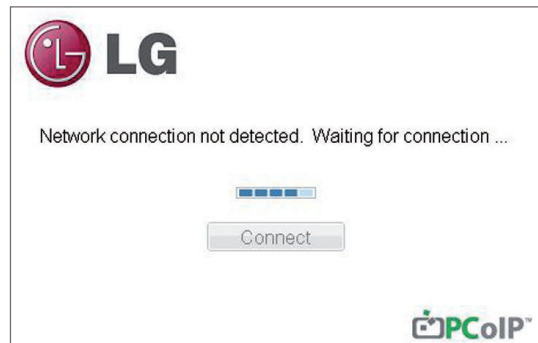 LG
Network connection not detected. Waiting for connection ...
Connect
PCoIP™